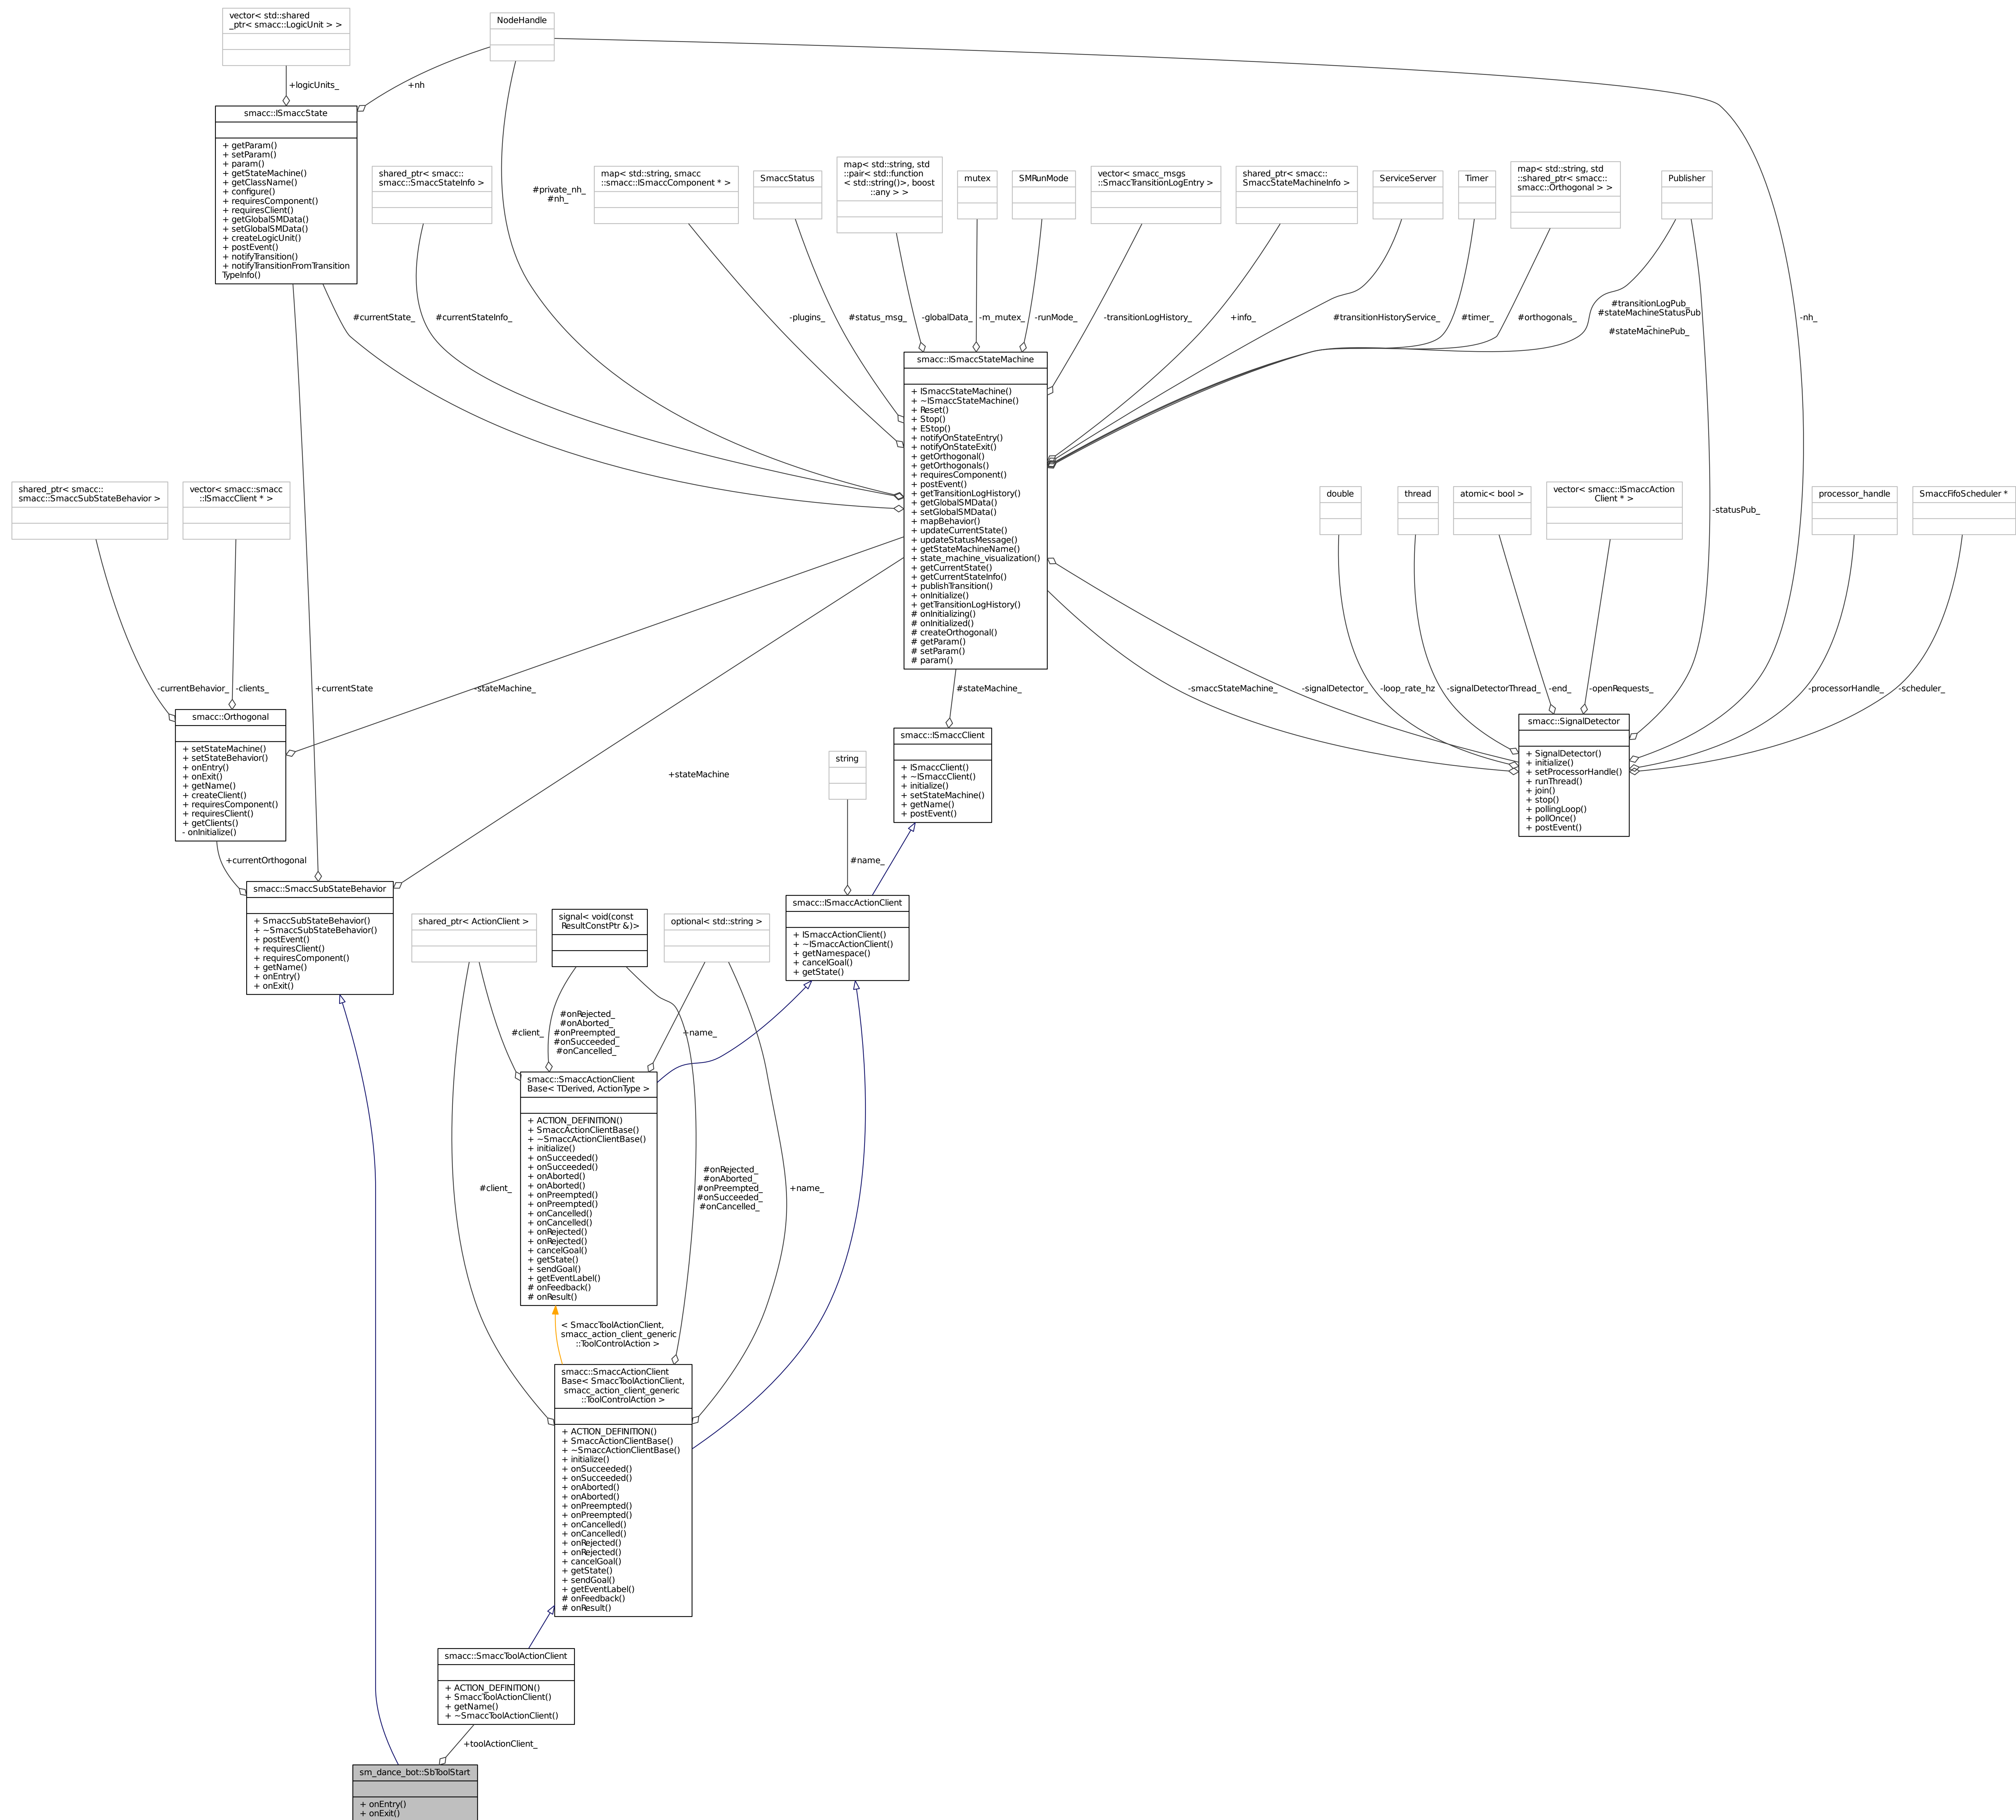 vector< std::shared
_ptr< smacc::LogicUnit > >
NodeHandle
+logicUnits_
+nh
smacc::ISmaccState
+ getParam()
+ setParam()
+ param()
+ getStateMachine()
+ getClassName()
+ configure()
+ requiresComponent()
+ requiresClient()
+ getGlobalSMData()
+ setGlobalSMData()
+ createLogicUnit()
+ postEvent()
+ notifyTransition()
+ notifyTransitionFromTransition
TypeInfo()
shared_ptr< smacc::
smacc::SmaccStateInfo >
#private_nh_
#nh_
map< std::string, smacc
::smacc::ISmaccComponent * >
SmaccStatus
map< std::string, std
::pair< std::function
< std::string()>, boost
::any > >
mutex
SMRunMode
vector< smacc_msgs
::SmaccTransitionLogEntry >
shared_ptr< smacc::
SmaccStateMachineInfo >
ServiceServer
Timer
map< std::string, std
::shared_ptr< smacc::
smacc::Orthogonal > >
Publisher
#currentState_
#currentStateInfo_
-plugins_
#status_msg_
-globalData_
-m_mutex_
-runMode_
-transitionLogHistory_
+info_
#transitionHistoryService_
#timer_
#orthogonals_
#transitionLogPub_
#stateMachineStatusPub
_
#stateMachinePub_
-nh_
smacc::ISmaccStateMachine
+ ISmaccStateMachine()
+ ~ISmaccStateMachine()
+ Reset()
+ Stop()
+ EStop()
+ notifyOnStateEntry()
+ notifyOnStateExit()
+ getOrthogonal()
+ getOrthogonals()
+ requiresComponent()
+ postEvent()
+ getTransitionLogHistory()
+ getGlobalSMData()
+ setGlobalSMData()
+ mapBehavior()
+ updateCurrentState()
+ updateStatusMessage()
+ getStateMachineName()
+ state_machine_visualization()
+ getCurrentState()
+ getCurrentStateInfo()
+ publishTransition()
+ onInitialize()
+ getTransitionLogHistory()
# onInitializing()
# onInitialized()
# createOrthogonal()
# getParam()
# setParam()
# param()
shared_ptr< smacc::
smacc::SmaccSubStateBehavior >
vector< smacc::smacc
::ISmaccClient * >
double
thread
atomic< bool >
vector< smacc::ISmaccAction
Client * >
-statusPub_
processor_handle
SmaccFifoScheduler *
-currentBehavior_
-clients_
+currentState
-stateMachine_
#stateMachine_
-smaccStateMachine_
-signalDetector_
-loop_rate_hz
-signalDetectorThread_
-end_
-openRequests_
-processorHandle_
-scheduler_
smacc::Orthogonal
+ setStateMachine()
+ setStateBehavior()
+ onEntry()
+ onExit()
+ getName()
+ createClient()
+ requiresComponent()
+ requiresClient()
+ getClients()
- onInitialize()
smacc::ISmaccClient
+ ISmaccClient()
+ ~ISmaccClient()
+ initialize()
+ setStateMachine()
+ getName()
+ postEvent()
smacc::SignalDetector
+ SignalDetector()
+ initialize()
+ setProcessorHandle()
+ runThread()
+ join()
+ stop()
+ pollingLoop()
+ pollOnce()
+ postEvent()
+stateMachine
string
+currentOrthogonal
#name_
smacc::SmaccSubStateBehavior
+ SmaccSubStateBehavior()
+ ~SmaccSubStateBehavior()
+ postEvent()
+ requiresClient()
+ requiresComponent()
+ getName()
+ onEntry()
+ onExit()
shared_ptr< ActionClient >
signal< void(const
ResultConstPtr &)>
optional< std::string >
smacc::ISmaccActionClient
+ ISmaccActionClient()
+ ~ISmaccActionClient()
+ getNamespace()
+ cancelGoal()
+ getState()
#client_
#onRejected_
#onAborted_
#onPreempted_
#onSucceeded_
#onCancelled_
+name_
smacc::SmaccActionClient
Base< TDerived, ActionType >
+ ACTION_DEFINITION()
+ SmaccActionClientBase()
+ ~SmaccActionClientBase()
+ initialize()
+ onSucceeded()
+ onSucceeded()
+ onAborted()
+ onAborted()
+ onPreempted()
+ onPreempted()
+ onCancelled()
+ onCancelled()
+ onRejected()
+ onRejected()
+ cancelGoal()
+ getState()
+ sendGoal()
+ getEventLabel()
# onFeedback()
# onResult()
#client_
#onRejected_
#onAborted_
#onPreempted_
#onSucceeded_
#onCancelled_
+name_
< SmaccToolActionClient,
smacc_action_client_generic
::ToolControlAction >
smacc::SmaccActionClient
Base< SmaccToolActionClient,
smacc_action_client_generic
::ToolControlAction >
+ ACTION_DEFINITION()
+ SmaccActionClientBase()
+ ~SmaccActionClientBase()
+ initialize()
+ onSucceeded()
+ onSucceeded()
+ onAborted()
+ onAborted()
+ onPreempted()
+ onPreempted()
+ onCancelled()
+ onCancelled()
+ onRejected()
+ onRejected()
+ cancelGoal()
+ getState()
+ sendGoal()
+ getEventLabel()
# onFeedback()
# onResult()
smacc::SmaccToolActionClient
+ ACTION_DEFINITION()
+ SmaccToolActionClient()
+ getName()
+ ~SmaccToolActionClient()
+toolActionClient_
sm_dance_bot::SbToolStart
+ onEntry()
+ onExit()